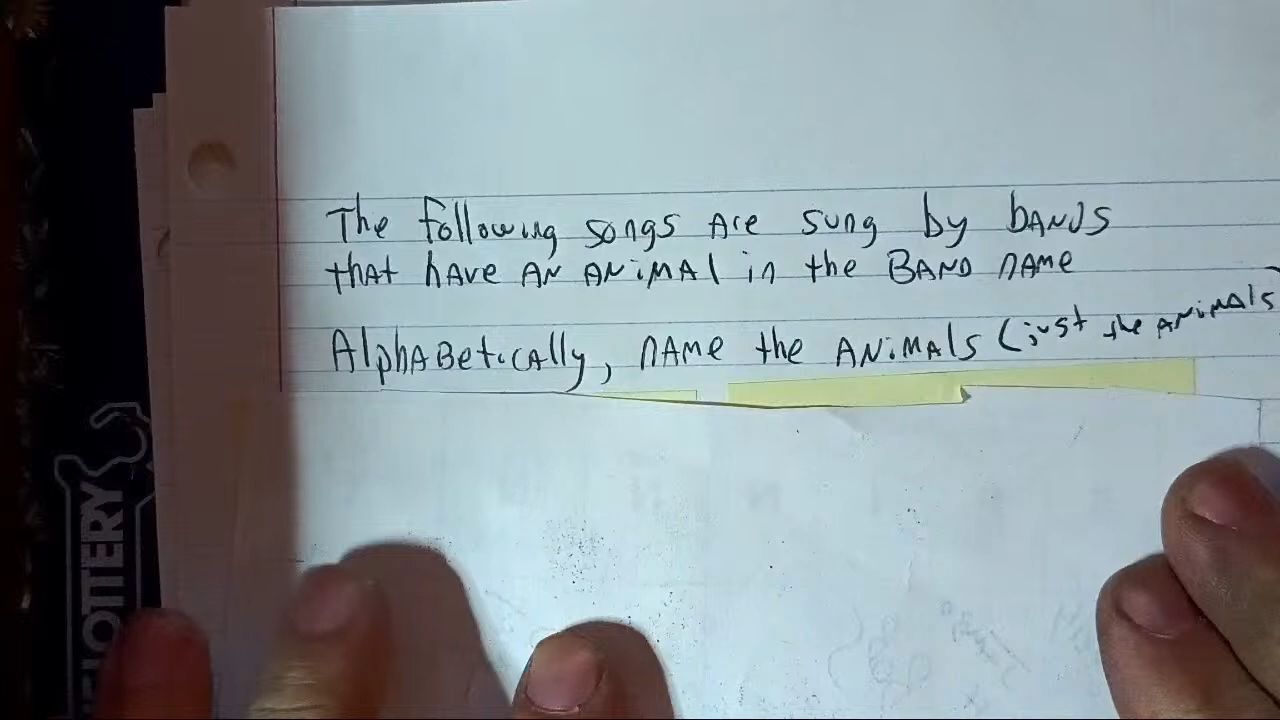 The following songs are sung by bands
that have an animal in the band name
Alphabetically, name the animals (just the animals
LOTTERY